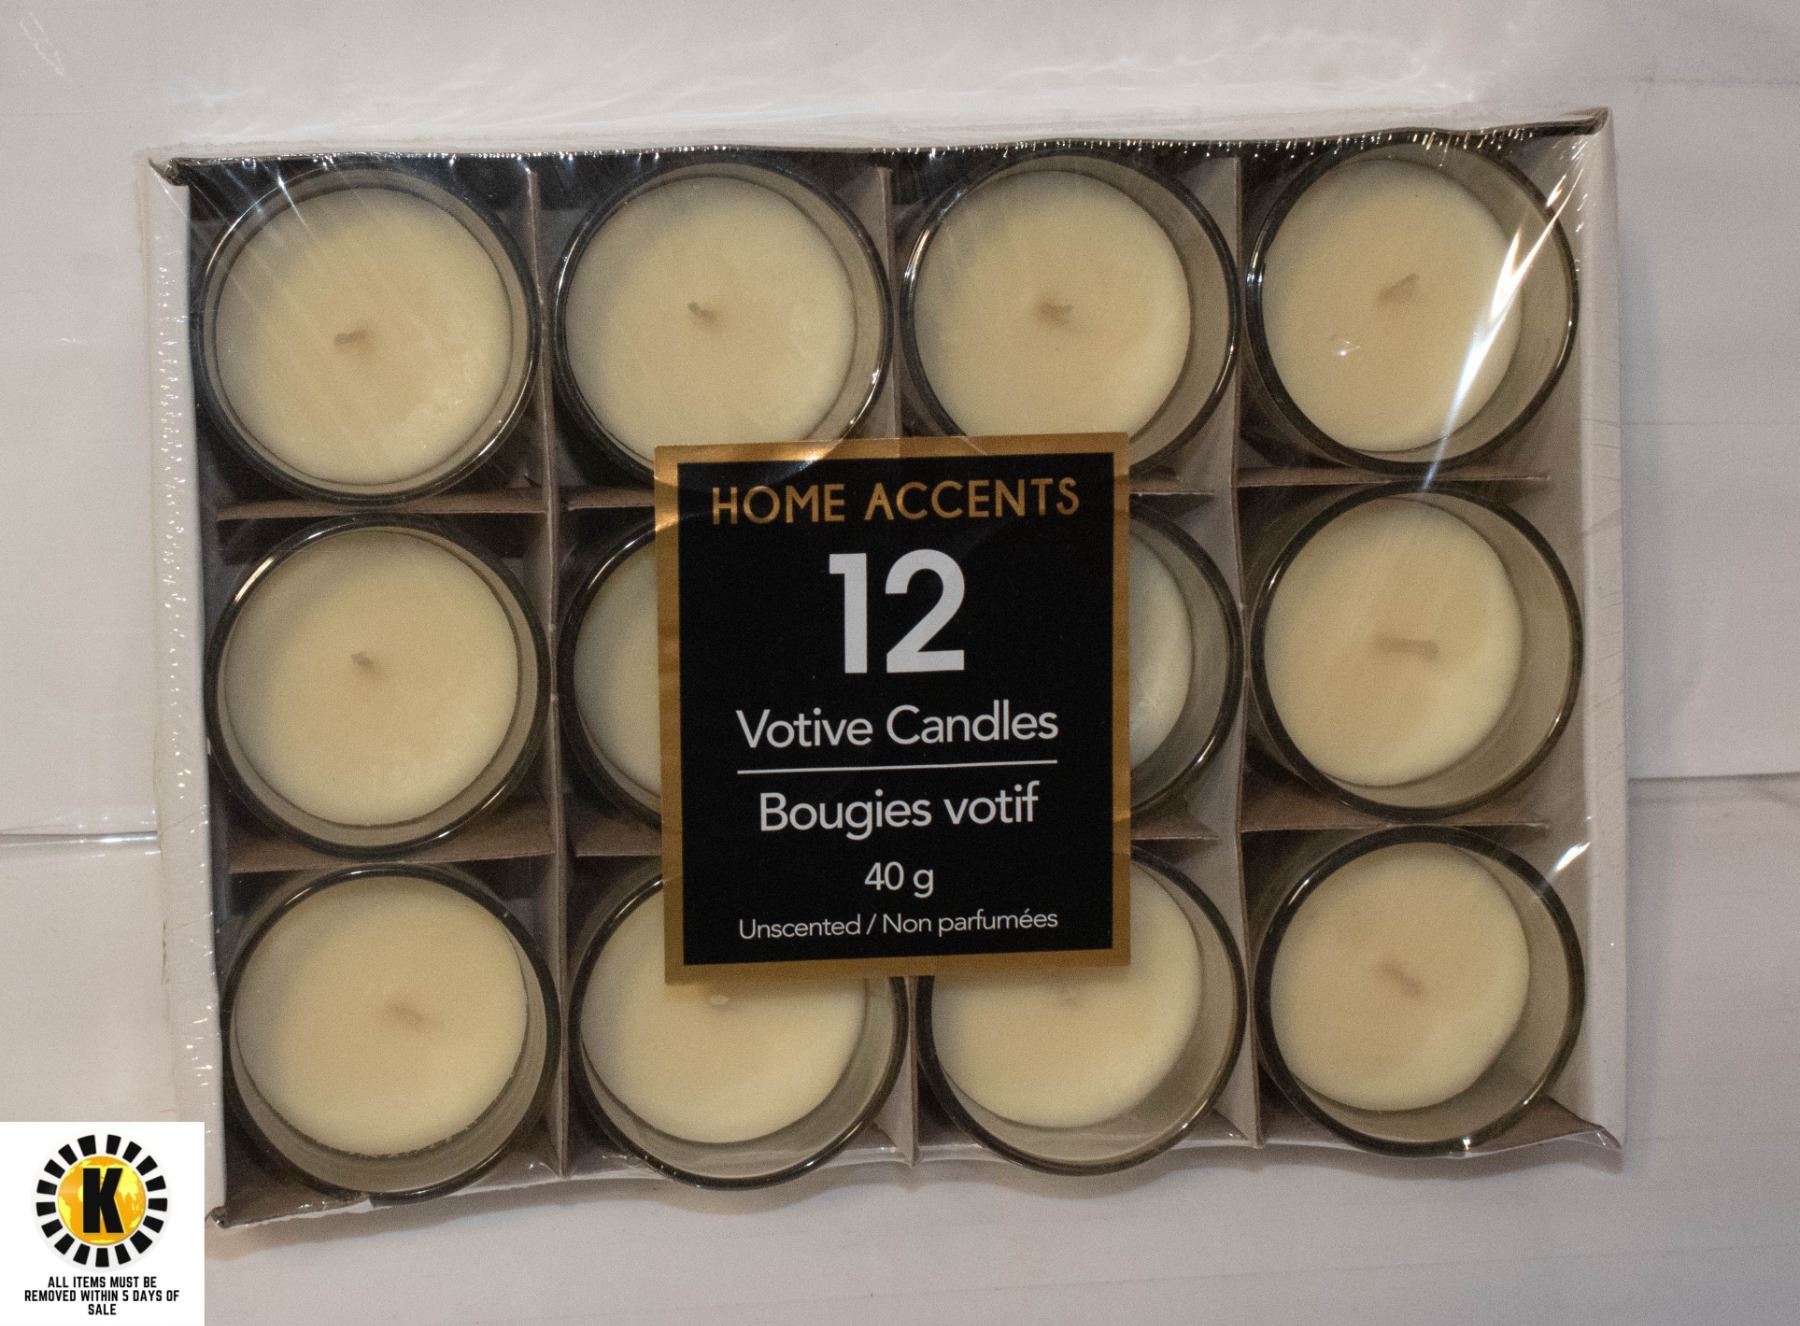 HOME ACCENTS
12
Votive Candles
Bougies votif
40 g
Unscented / Non parfumées
K
ALL ITEMS MUST BE
REMOVED WITHIN 5 DAYS OF
SALE